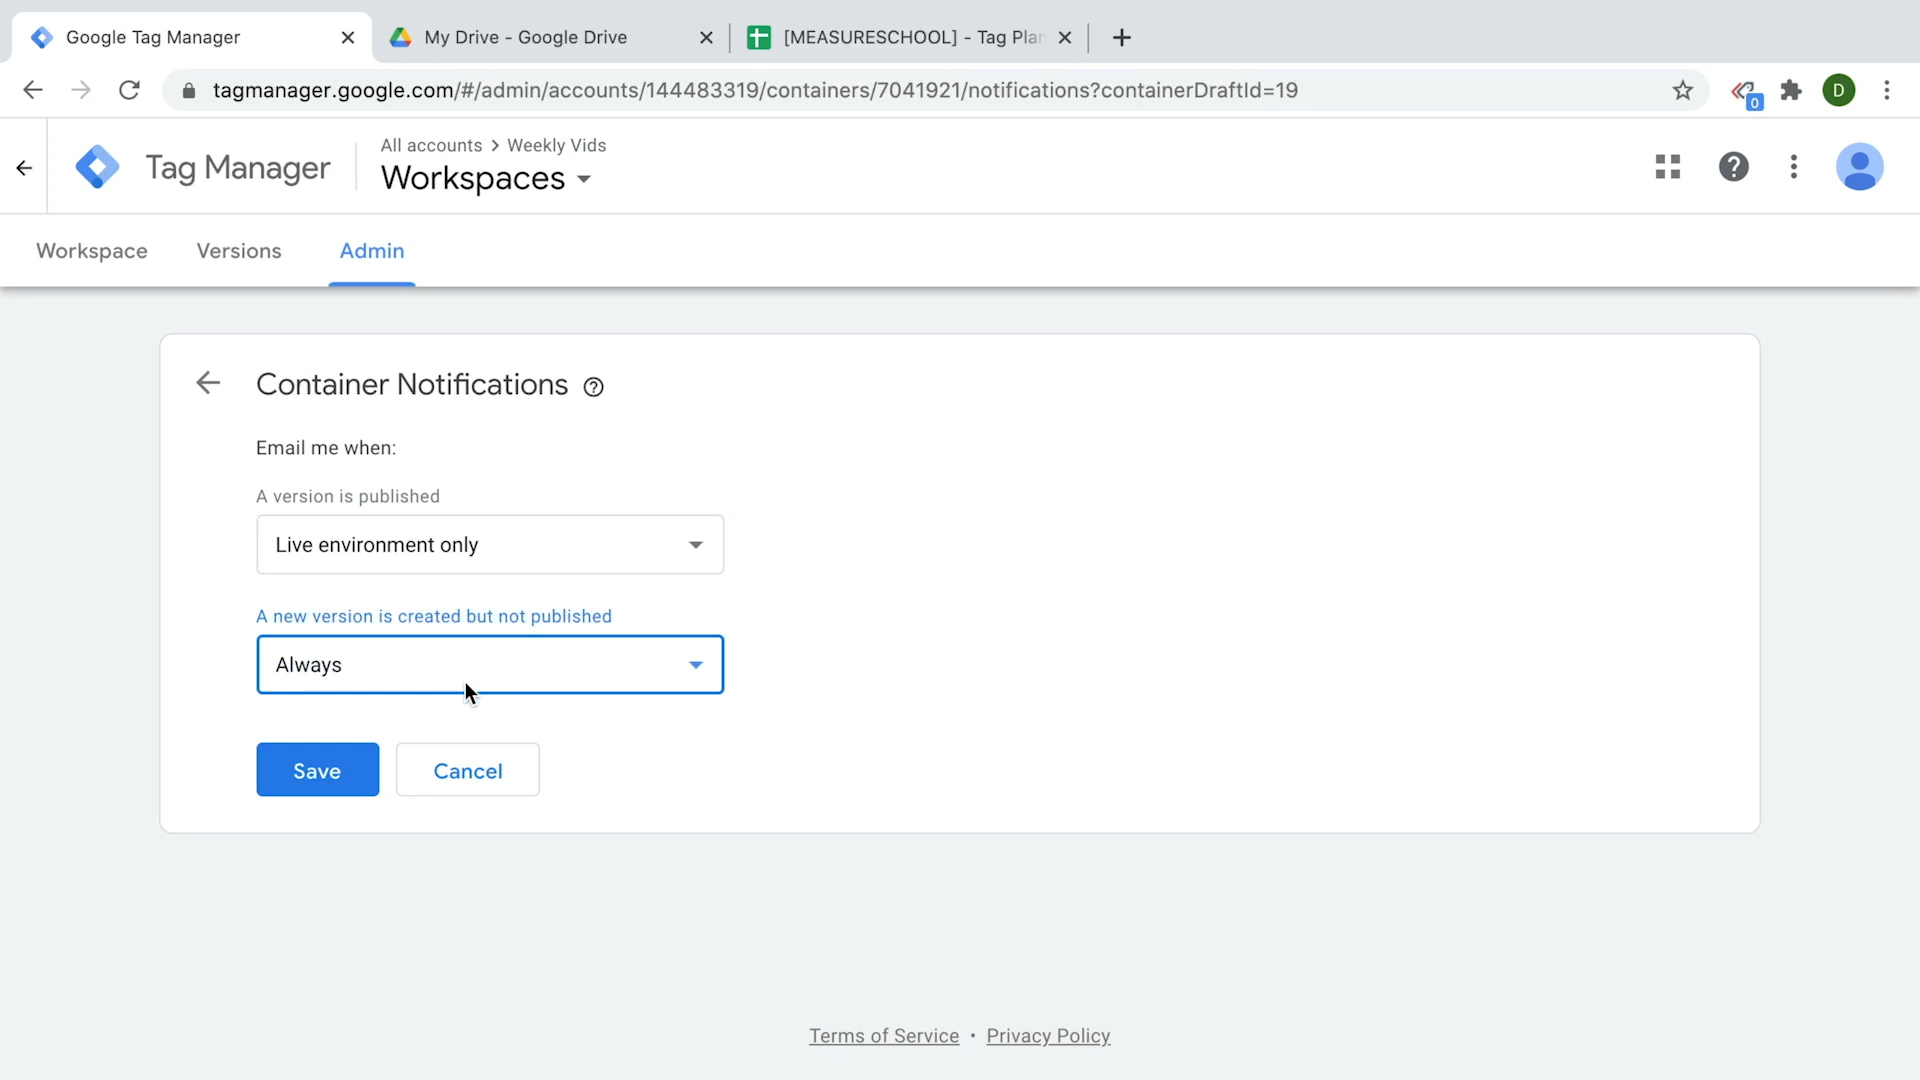 Google Tag Manager
My Drive - Google Drive
[MEASURESCHOOL] - Tag Plan
tagmanager.google.com/#/admin/accounts/144483319/containers/7041921/notifications?containerDraftId=19
0
D
Tag Manager
All accounts > Weekly Vids
Workspaces
Workspace
Versions
Admin
Container Notifications
Email me when:
A version is published
Live environment only
A new version is created but not published
Always
Save
Cancel
Terms of Service • Privacy Policy